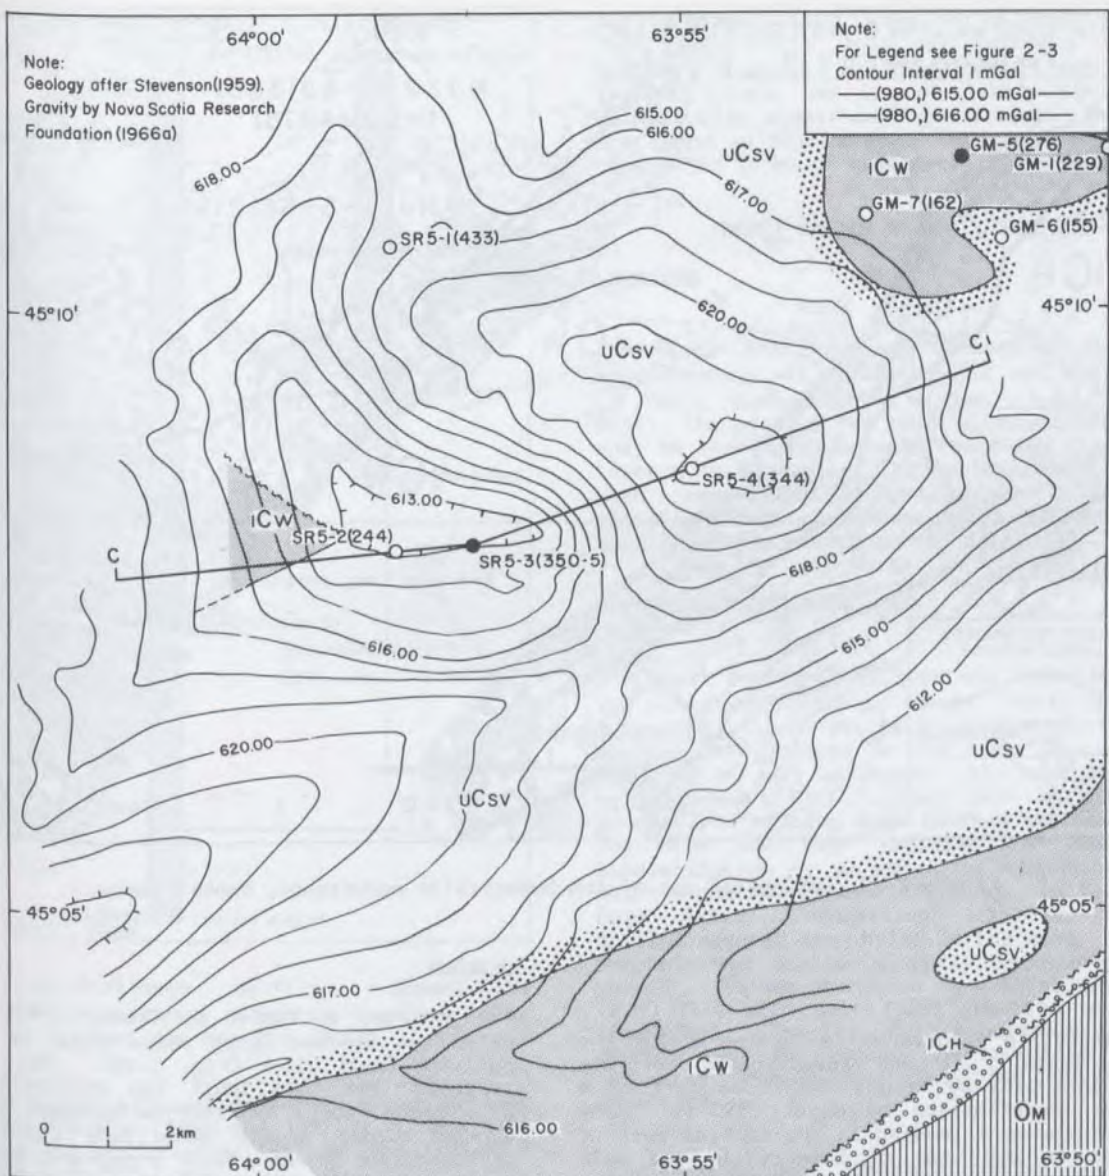 64°00'
63°55'
Note:
Geology after Stevenson(1959).
Gravity by Nova Scotia Research
Foundation (1966a)
Note:
For Legend see Figure 2-3
Contour Interval 1 mGal
(980,) 615.00 mGal
(980,) 616.00 mGal
615.00
616.00
618.00
uCsv
617.00
lCw
GM-5(276)
GM-1(229)
GM-7(162)
GM-6(155)
SR5-1(433)
45°10'
45°10'
620.00
uCsv
C'
SR5-4(344)
613.00
lCw
SR5-2(244)
SR5-3(350·5)
C
618.00
616.00
615.00
612.00
620.00
uCsv
uCsv
45°05'
45°05'
uCsv
617.00
lCH
lCw
OM
616.00
0 1 2km
64°00'
63°55'
63°50'